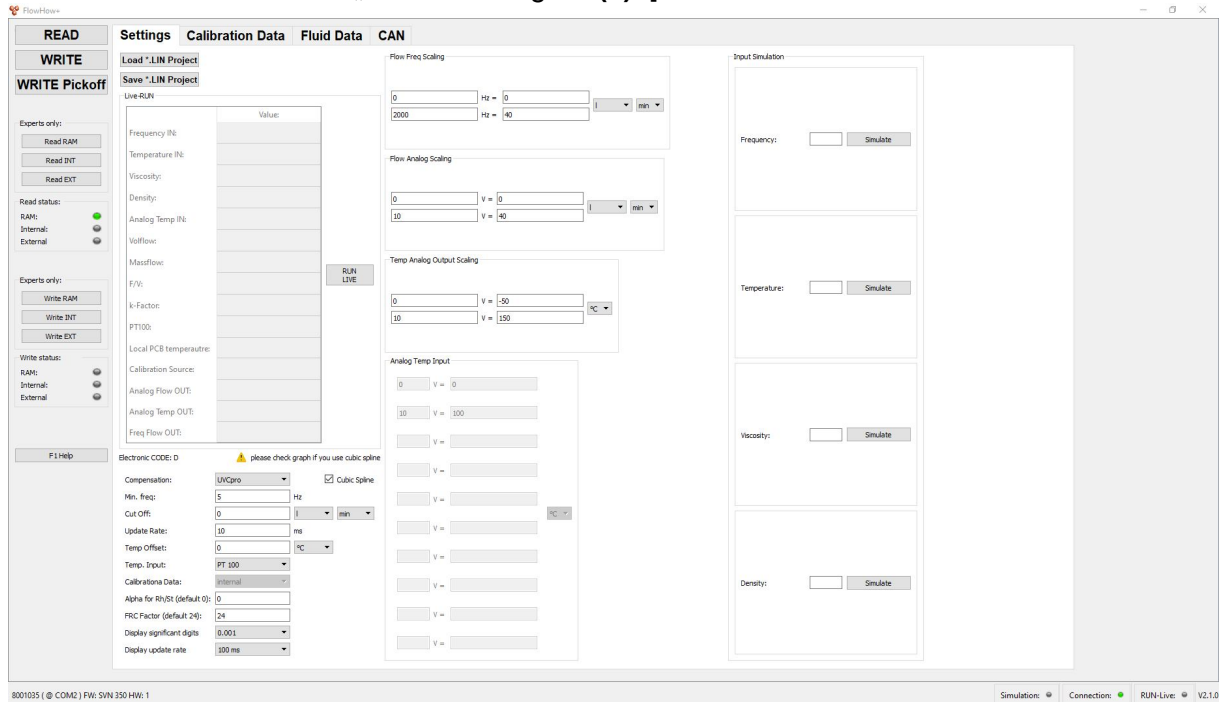 FlowHow+
READ
WRITE
WRITE Pickoff
Experts only:
Read RAM
Read INT
Read EXT
Read status:
RAM:
Internal:
External
Experts only:
Write RAM
Write INT
Write EXT
Write status:
RAM:
Internal:
External
F1 Help
Settings Calibration Data Fluid Data CAN
Load *.LIN Project
Save *.LIN Project
Live-RUN
Value:
Frequency IN:
Temperature IN:
Viscosity:
Density:
Analog Temp IN:
Volflow:
Massflow:
F/V:
k-Factor:
PT100:
Local PCB temperautre:
Calibration Source:
Analog Flow OUT:
Analog Temp OUT:
Freq Flow OUT:
RUN
LIVE
Electronic CODE: D please check graph if you use cubic spline
Compensation: UVCpro Cubic Spline
Min. freq: 5 Hz
Cut Off: 0 l min
Update Rate: 10 ms
Temp Offset: 0 °C
Temp. Input: PT 100
Calibrationa Data: internal
Alpha for Rh/St (default 0): 0
FRC Factor (default 24): 24
Display significant digits 0.001
Display update rate 100 ms
Flow Freq Scaling
0 Hz = 0
l min
2000 Hz = 40
Flow Analog Scaling
0 V = 0
l min
10 V = 40
Temp Analog Output Scaling
0 V = -50
°C
10 V = 150
Analog Temp Input
0 V = 0
10 V = 100
V =
V =
V =
°C
V =
V =
V =
V =
V =
Input Simulation
Frequency: Simulate
Temperature: Simulate
Viscosity: Simulate
Density: Simulate
8001035 ( @ COM2 ) FW: SVN 350 HW: 1 Simulation: Connection: RUN-Live: V2.1.0